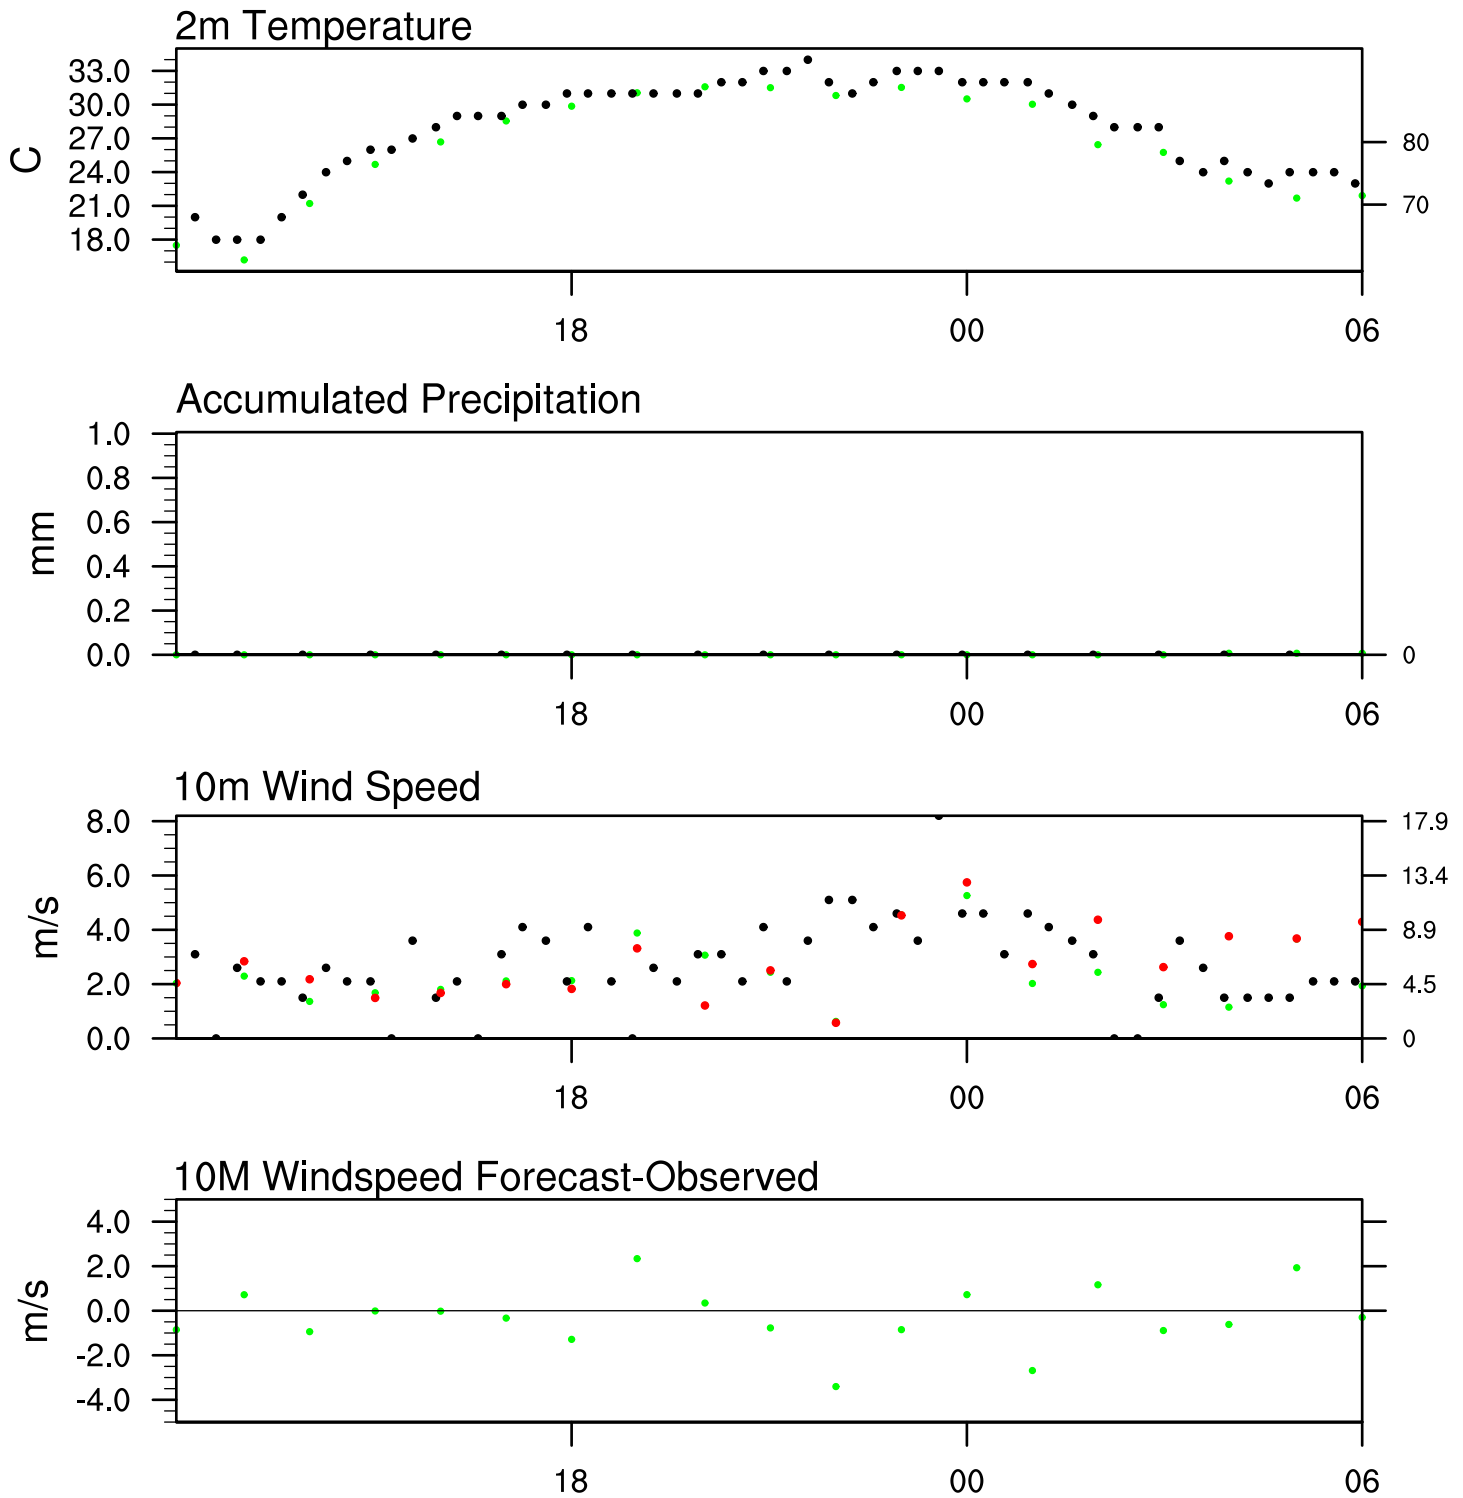 2m Temperature
C
33.0
30.0
27.0
24.0
21.0
18.0
80
70
18 00 06
Accumulated Precipitation
mm
1.0
0.8
0.6
0.4
0.2
0.0
0
18 00 06
10m Wind Speed
m/s
8.0 17.9
6.0 13.4
4.0 8.9
2.0 4.5
0.0 0
18 00 06
10M Windspeed Forecast-Observed
m/s
4.0
2.0
0.0
-2.0
-4.0
18 00 06